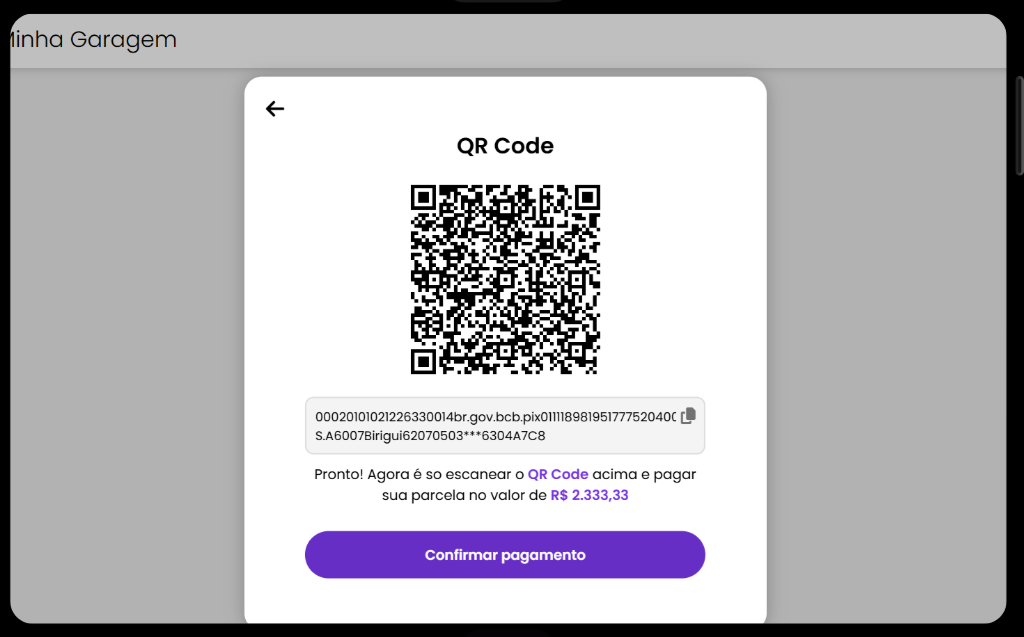 Minha Garagem
QR Code
00020101021226330014br.gov.bcb.pix01111898195177752040
S.A6007Birigui62070503***6304A7C8
Pronto! Agora é so escanear o QR Code acima e pagar
sua parcela no valor de R$ 2.333,33
Confirmar pagamento